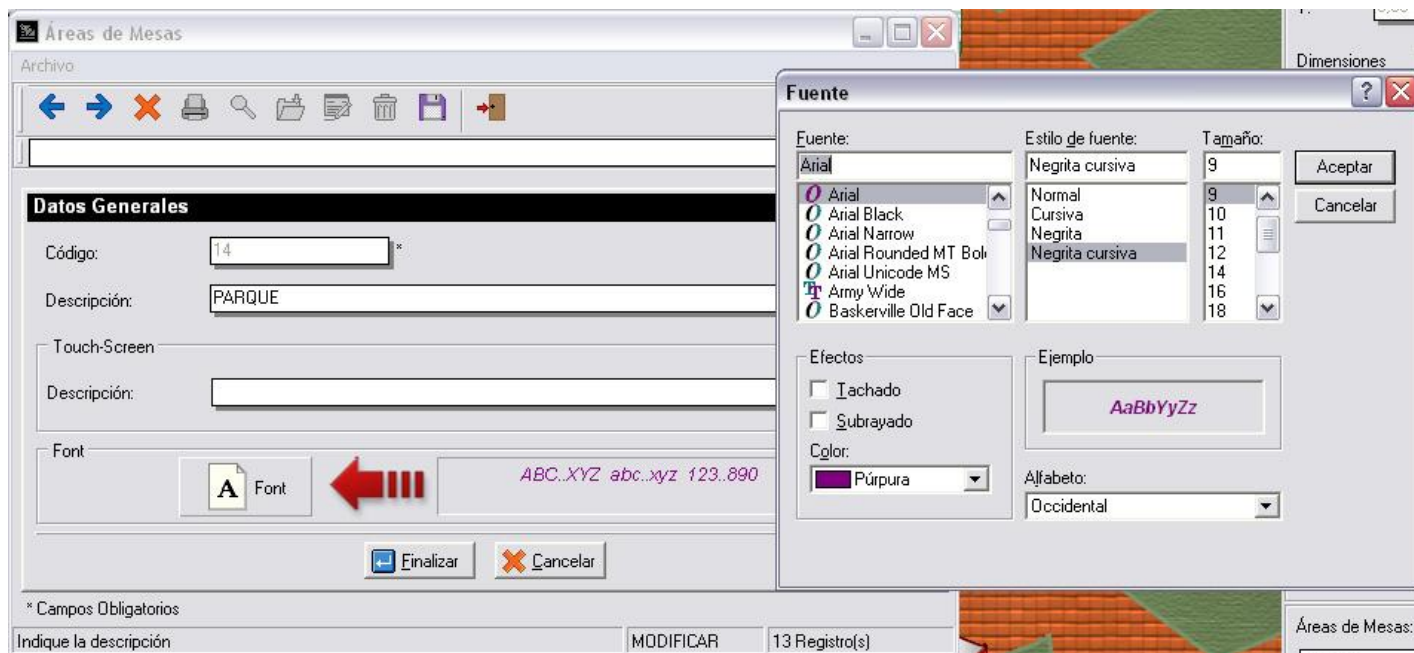 Áreas de Mesas
Archivo
Datos Generales
Código:
14
*
Descripción:
PARQUE
Touch-Screen
Descripción:
Font
A Font
ABC..XYZ abc..xyz 123..890
Finalizar
Cancelar
* Campos Obligatorios
Indique la descripción
MODIFICAR
13 Registro(s)
Dimensiones
Fuente
Fuente:
Arial
Arial
Arial Black
Arial Narrow
Arial Rounded MT Bol
Arial Unicode MS
Army Wide
Baskerville Old Face
Estilo de fuente:
Negrita cursiva
Normal
Cursiva
Negrita
Negrita cursiva
Tamaño:
9
9
10
11
12
14
16
18
Aceptar
Cancelar
Efectos
Tachado
Subrayado
Color:
Púrpura
Ejemplo
AaBbYyZz
Alfabeto:
Occidental
Áreas de Mesas: